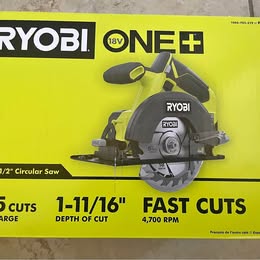 RYOBI 18V ONE+
RYOBI
1/2" Circular Saw
5 CUTS
1-11/16"
DEPTH OF CUT
FAST CUTS
4,700 RPM